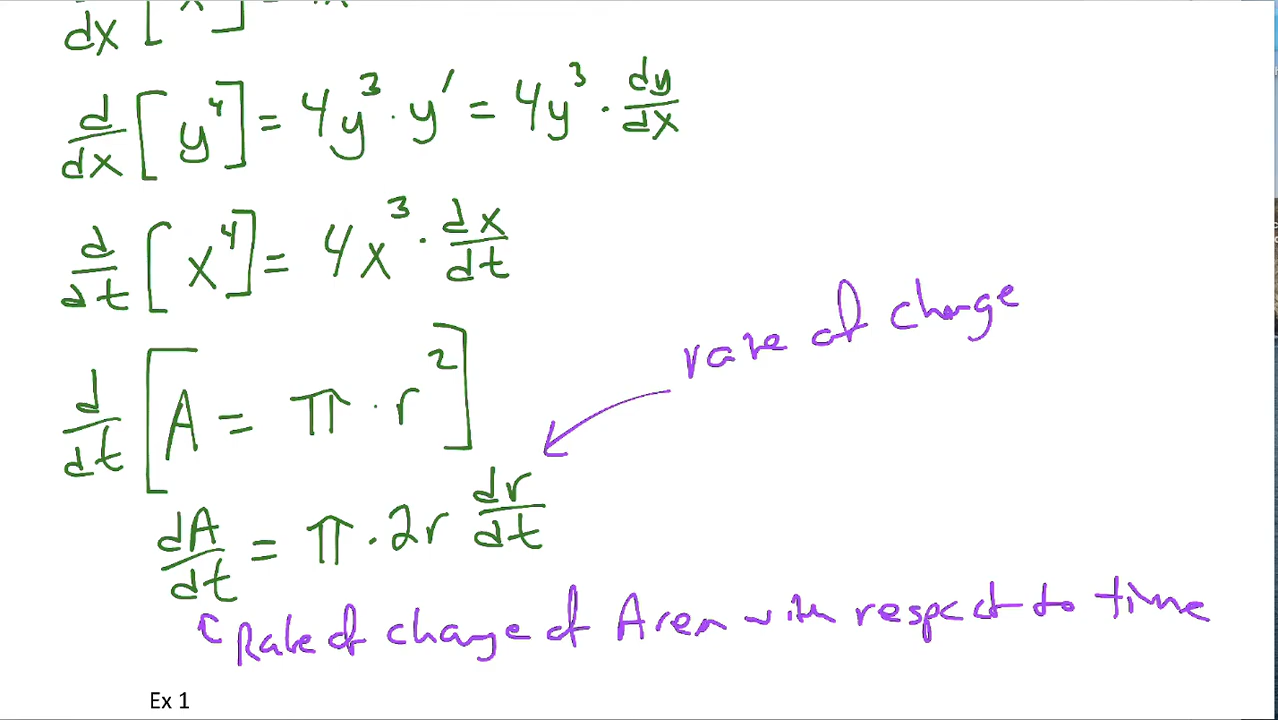 d/dx [x
d/dx [y⁴] = 4y³ · y' = 4y³ · dy/dx
d/dt [x⁴] = 4x³ · dx/dt
rate of change
d/dt [A = π · r²]
dA/dt = π · 2r dr/dt
Rate of change of Area with respect to time
Ex 1